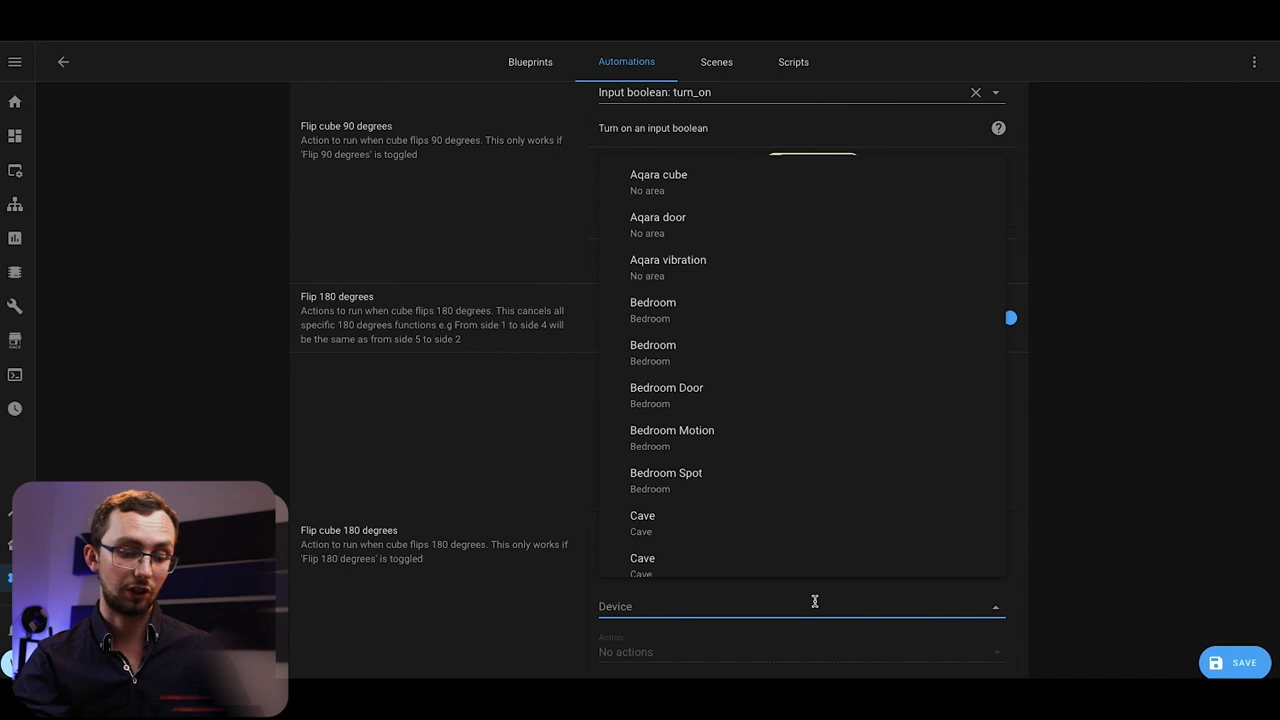 Blueprints
Automations
Scenes
Scripts
Input boolean: turn_on
Flip cube 90 degrees
Action to run when cube flips 90 degrees. This only works if
'Flip 90 degrees' is toggled
Turn on an input boolean
Aqara cube
No area
Aqara door
No area
Aqara vibration
No area
Flip 180 degrees
Actions to run when cube flips 180 degrees. This cancels all
specific 180 degrees functions e.g From side 1 to side 4 will
be the same as from side 5 to side 2
Bedroom
Bedroom
Bedroom
Bedroom
Bedroom Door
Bedroom
Bedroom Motion
Bedroom
Bedroom Spot
Bedroom
Cave
Cave
Cave
Cave
Flip cube 180 degrees
Action to run when cube flips 180 degrees. This only works if
'Flip 180 degrees' is toggled
Device
Action
No actions
SAVE